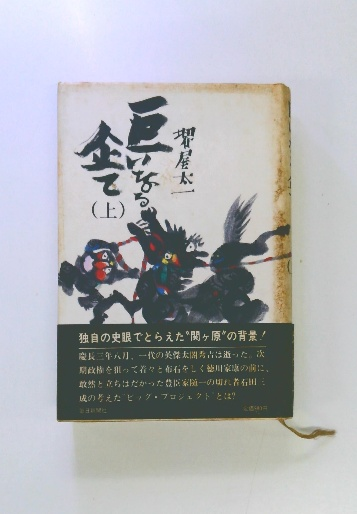 堺屋太一
巨いなる
企て
(上)
独自の史眼でとらえた"関ヶ原"の背景!
慶長三年八月、一代の英傑太閤秀吉は逝った。次
期政権を狙って着々と布石をしく徳川家康の前に、
敢然と立ちはだかった豊臣家随一の切れ者石田三
成の考えた"ビッグ・プロジェクト"とは?
毎日新聞社